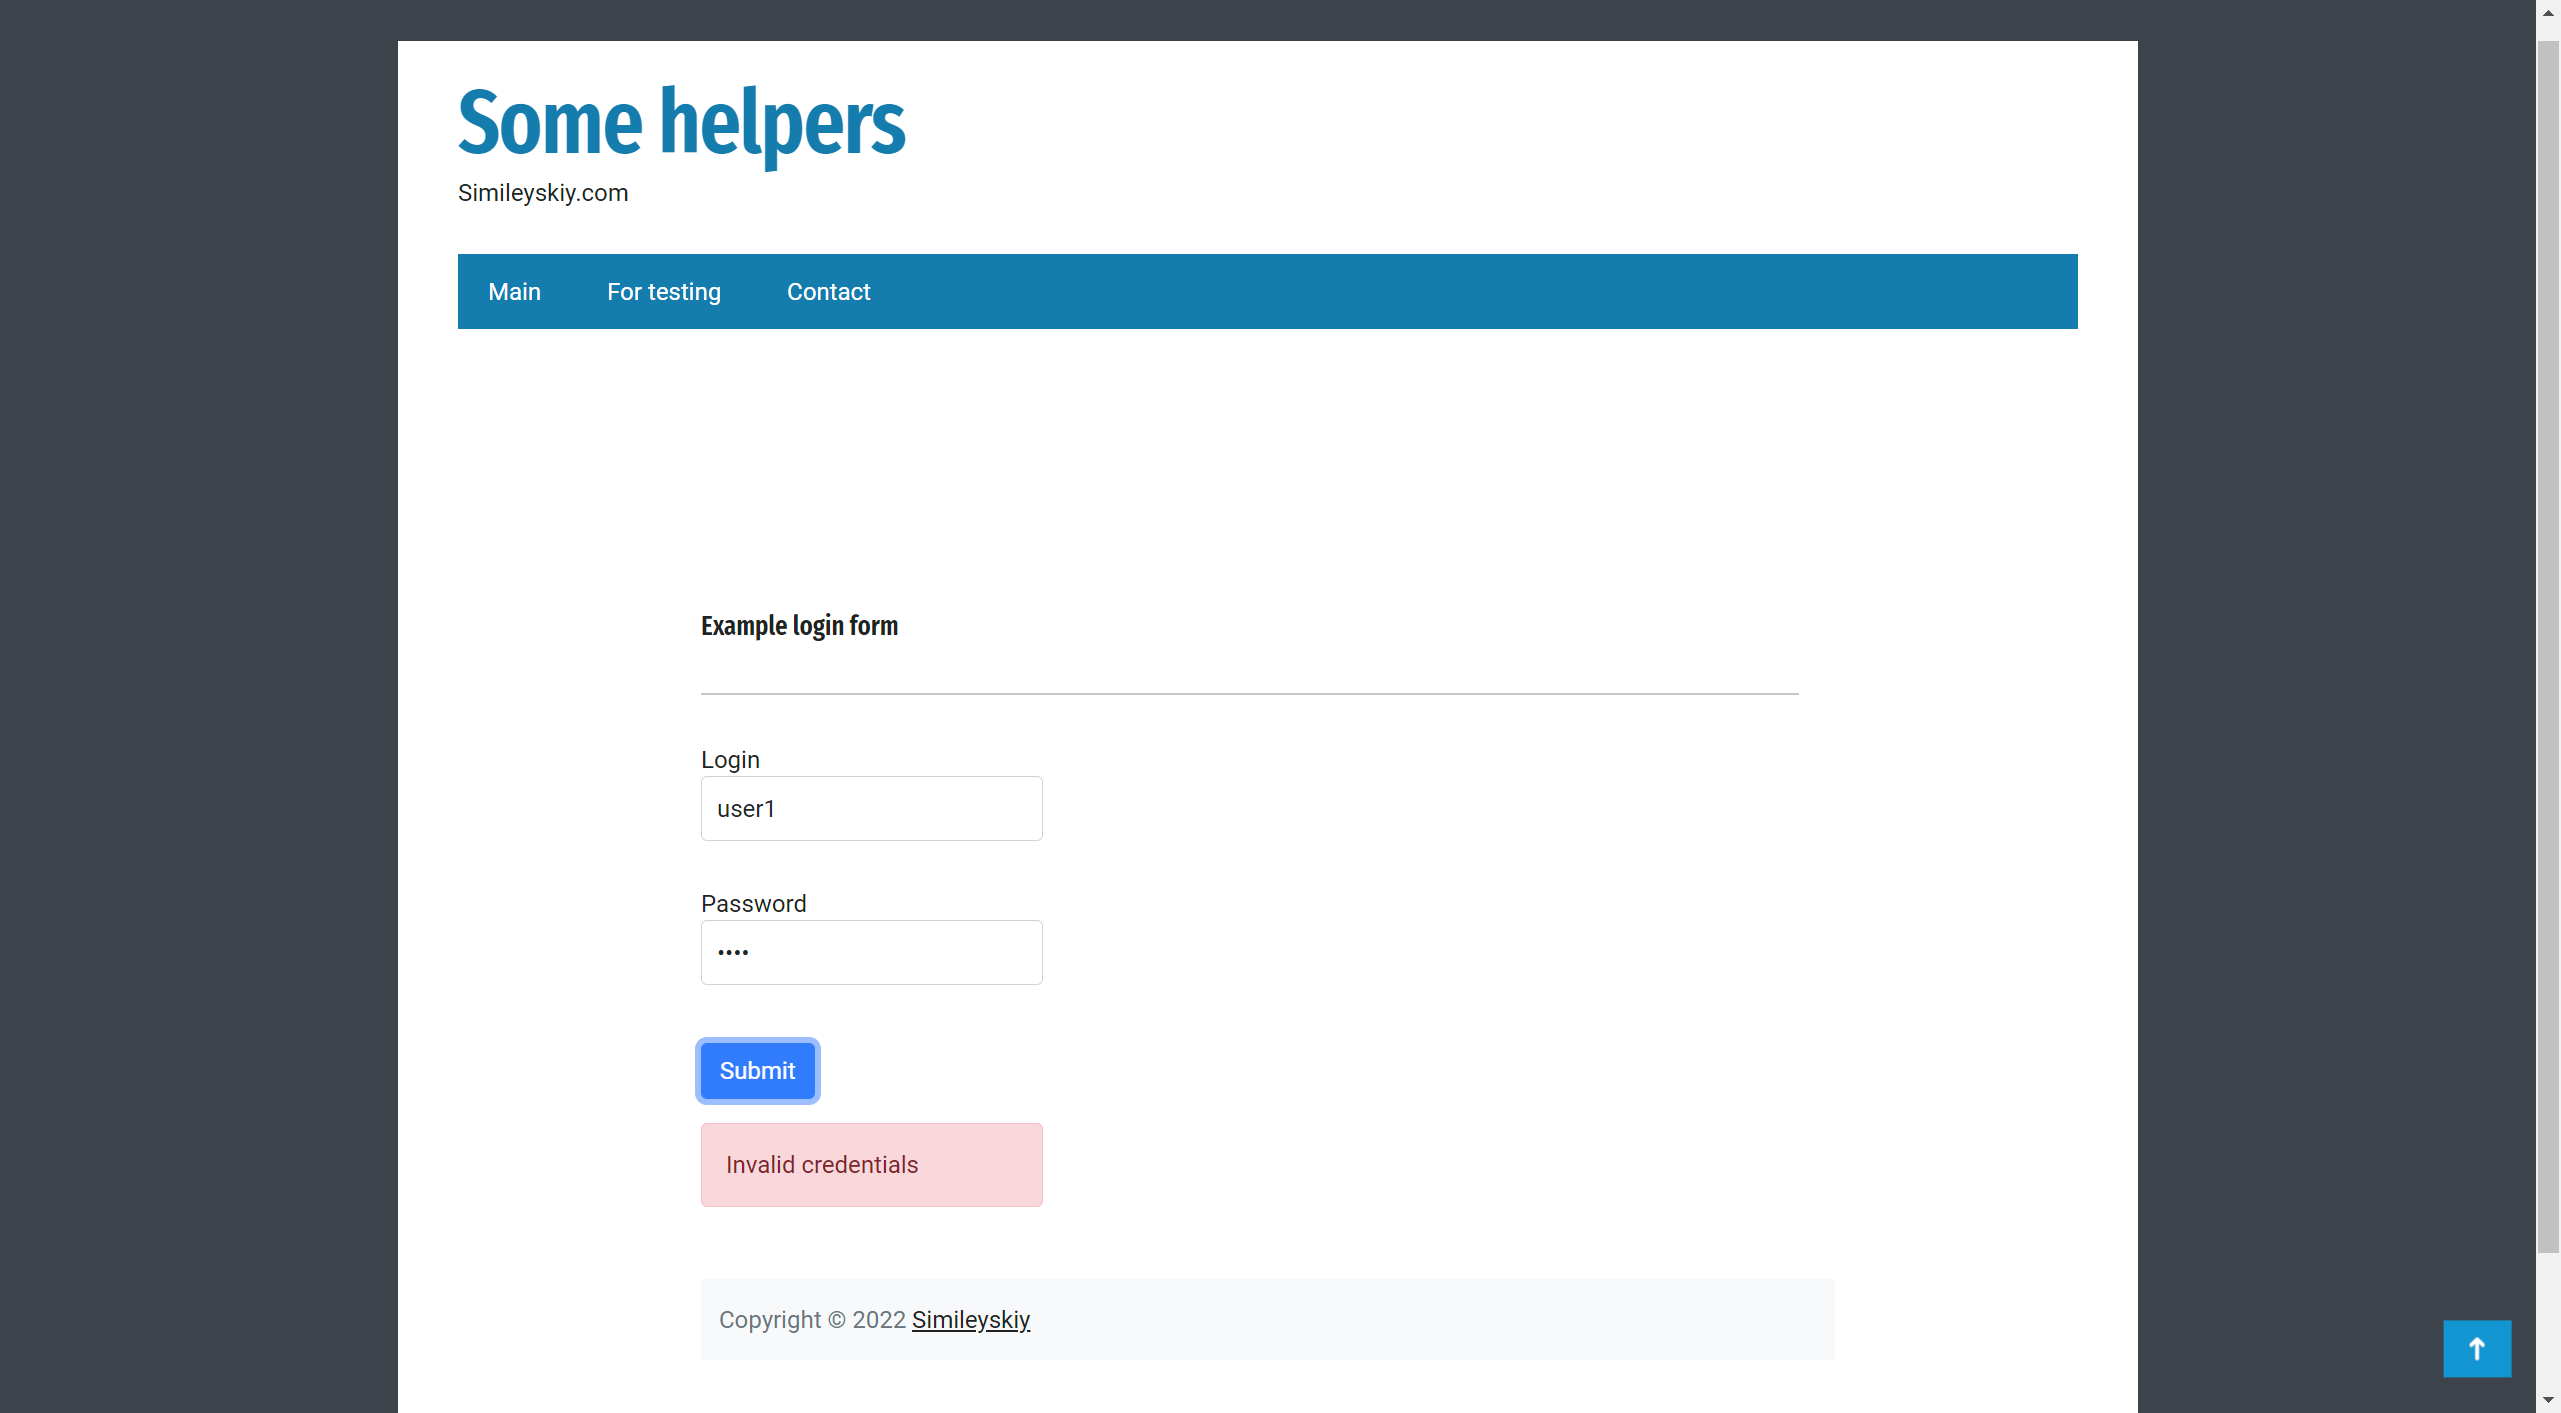 Some helpers
Simileyskiy.com
Main For testing Contact
Example login form
Login
user1
Password
••••
Submit
Invalid credentials
Copyright © 2022 Simileyskiy